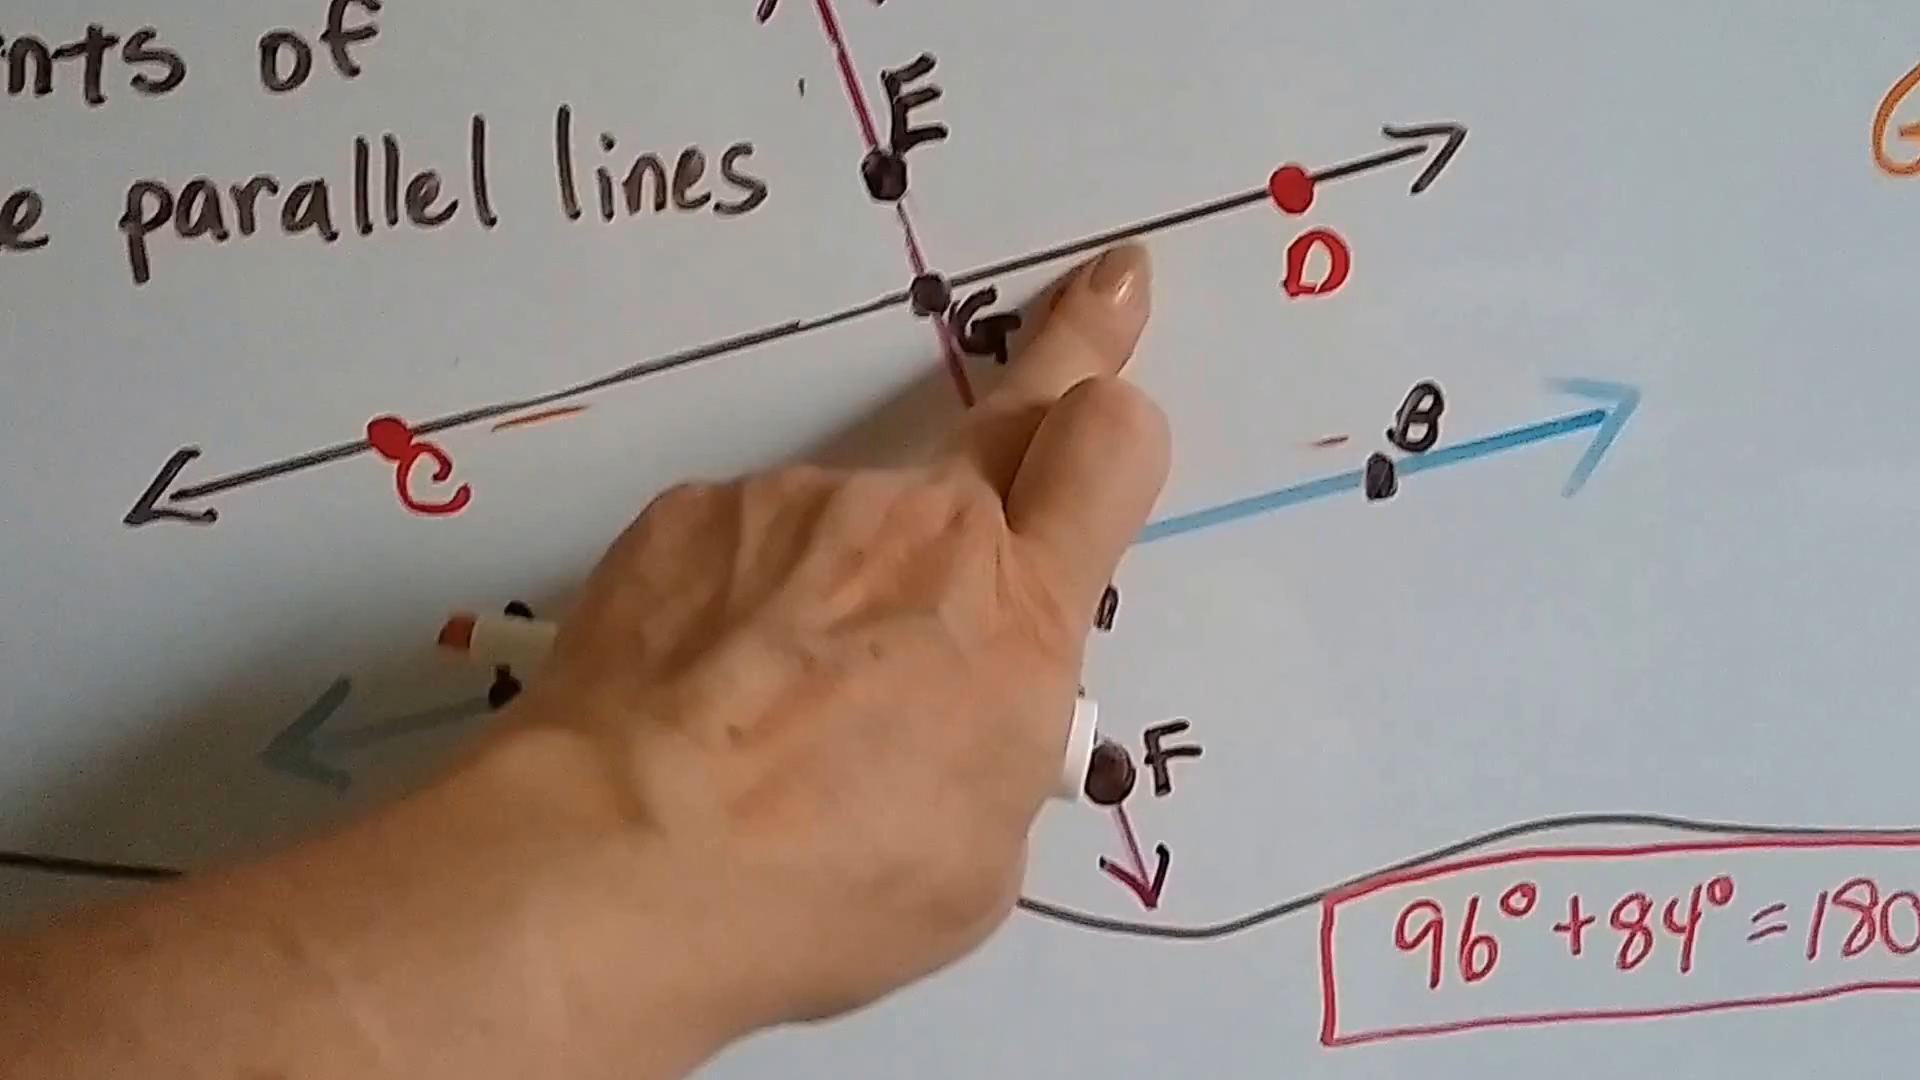 nts of
e parallel lines
E
D
G
C
B
F
96° + 84° = 180